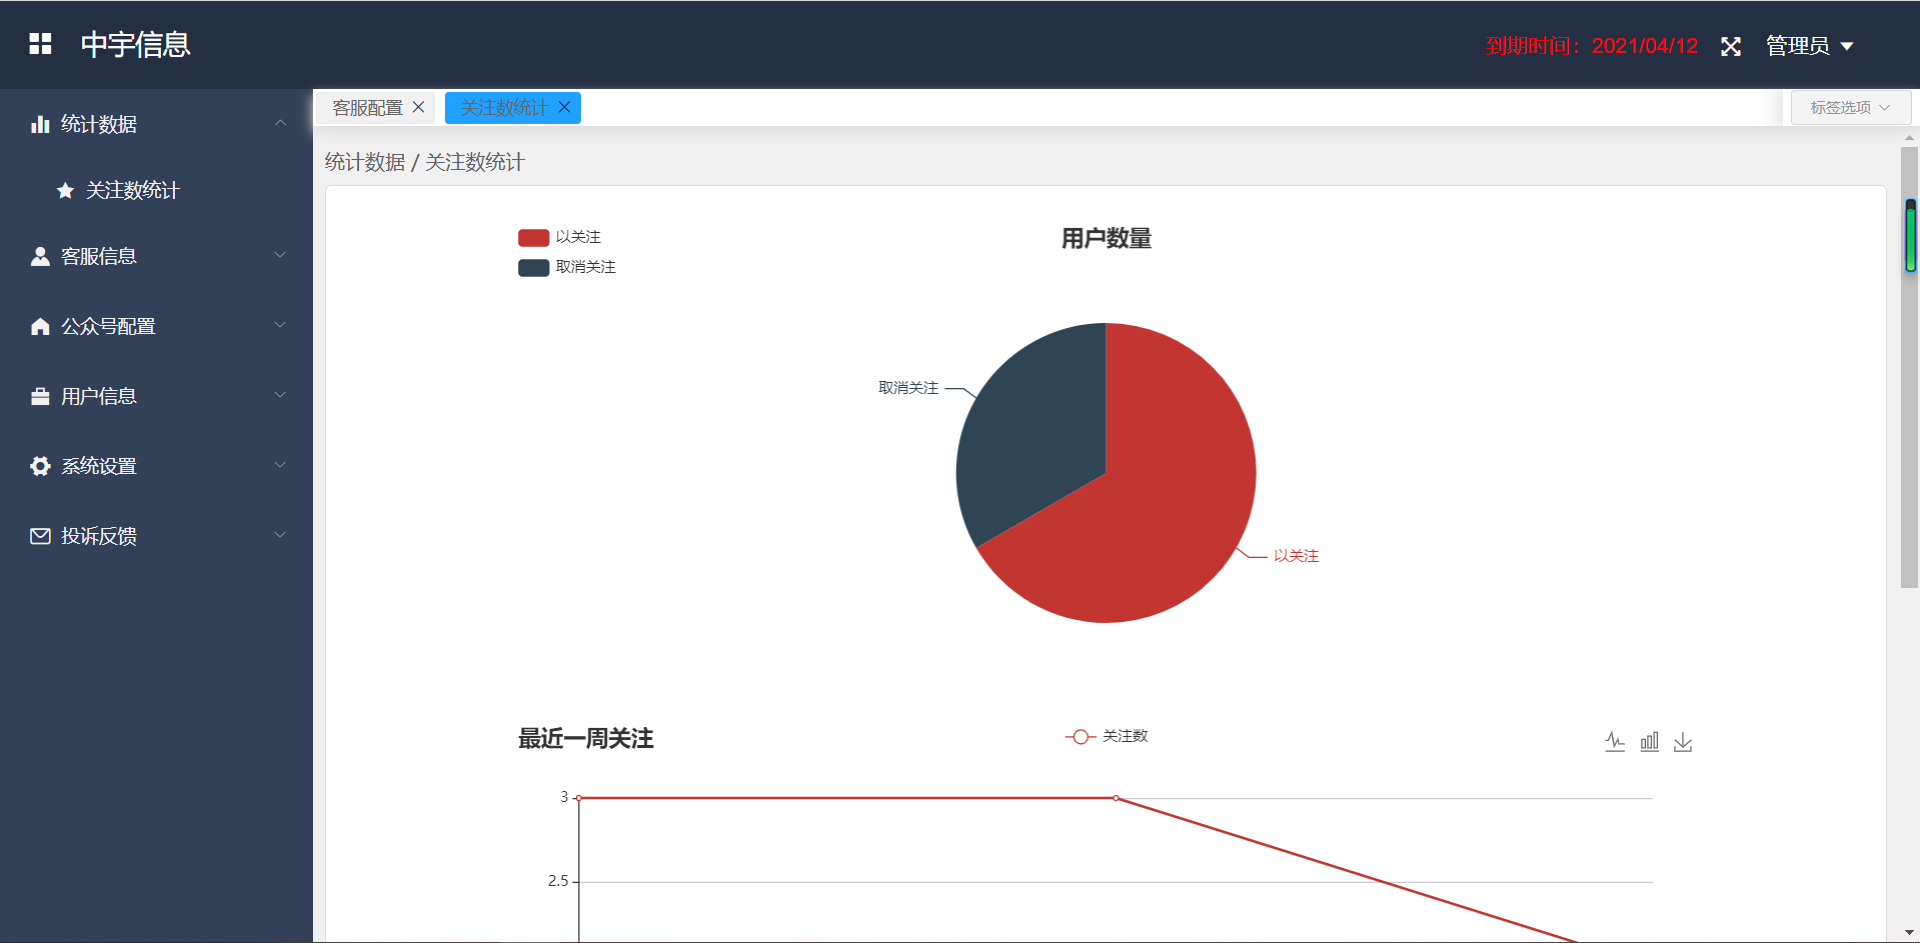 中宇信息
到期时间：2021/04/12
管理员
统计数据
关注数统计
客服信息
公众号配置
用户信息
系统设置
投诉反馈
客服配置
关注数统计
标签选项
统计数据 / 关注数统计
以关注
取消关注
用户数量
取消关注
以关注
最近一周关注
关注数
3
2.5